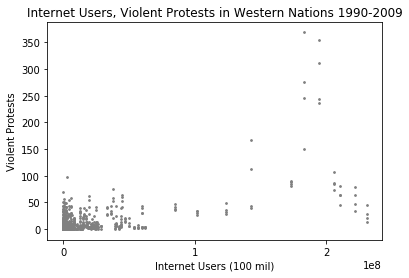 Internet Users, Violent Protests in Western Nations 1990-2009
350
300
250
200
150
100
50
0
Violent Protests
0
1
2
1e8
Internet Users (100 mil)